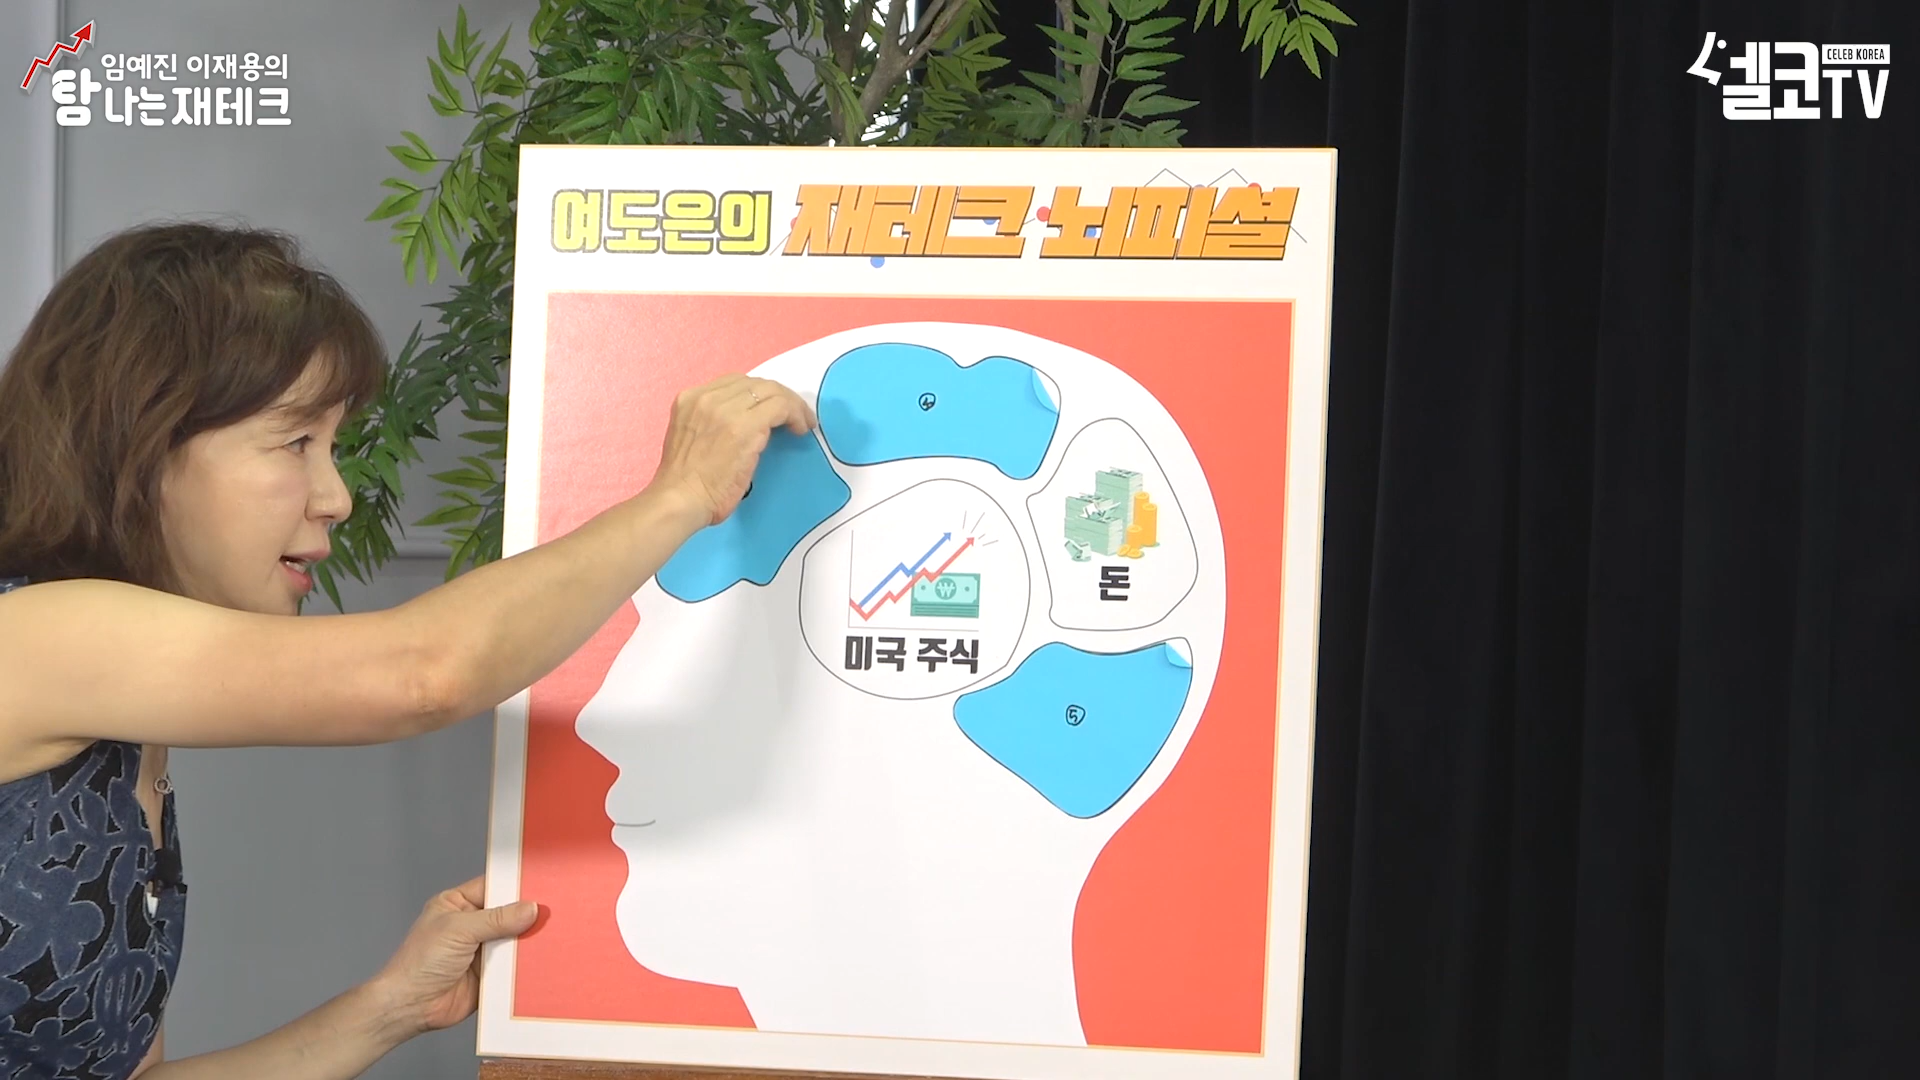 임예진 이재용의
탐나는재테크
셀코TV
CELEB KOREA
여도은의 재테크 뇌피셜
④
미국 주식
돈
⑤